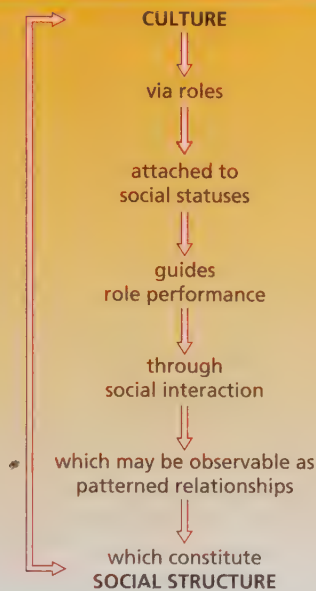 CULTURE
via roles
attached to
social statuses
guides
role performance
through
social interaction
which may be observable as
patterned relationships
which constitute
SOCIAL STRUCTURE